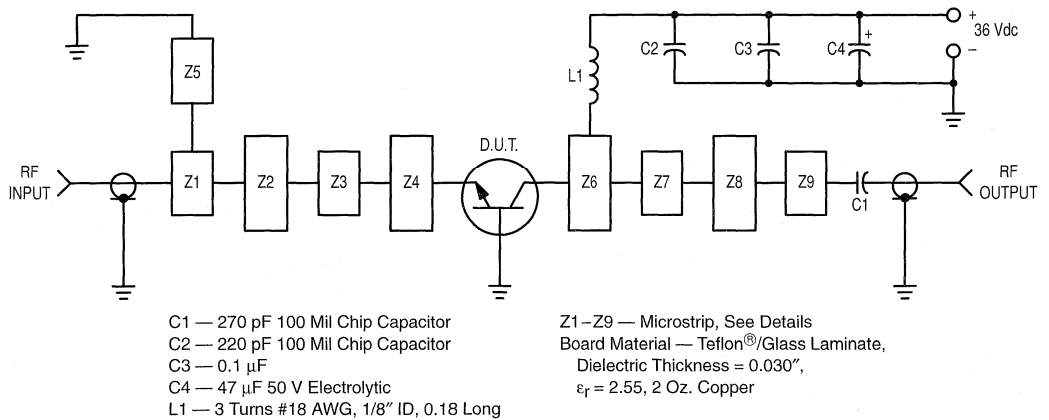 +
36 Vdc
–
C2
C3
C4
+
L1
Z5
D.U.T.
RF
INPUT
Z1
Z2
Z3
Z4
Z6
Z7
Z8
Z9
C1
RF
OUTPUT
C1 — 270 pF 100 Mil Chip Capacitor
C2 — 220 pF 100 Mil Chip Capacitor
C3 — 0.1 μF
C4 — 47 μF 50 V Electrolytic
L1 — 3 Turns #18 AWG, 1/8″ ID, 0.18 Long
Z1–Z9 — Microstrip, See Details
Board Material — Teflon®/Glass Laminate,
Dielectric Thickness = 0.030″,
εr = 2.55, 2 Oz. Copper